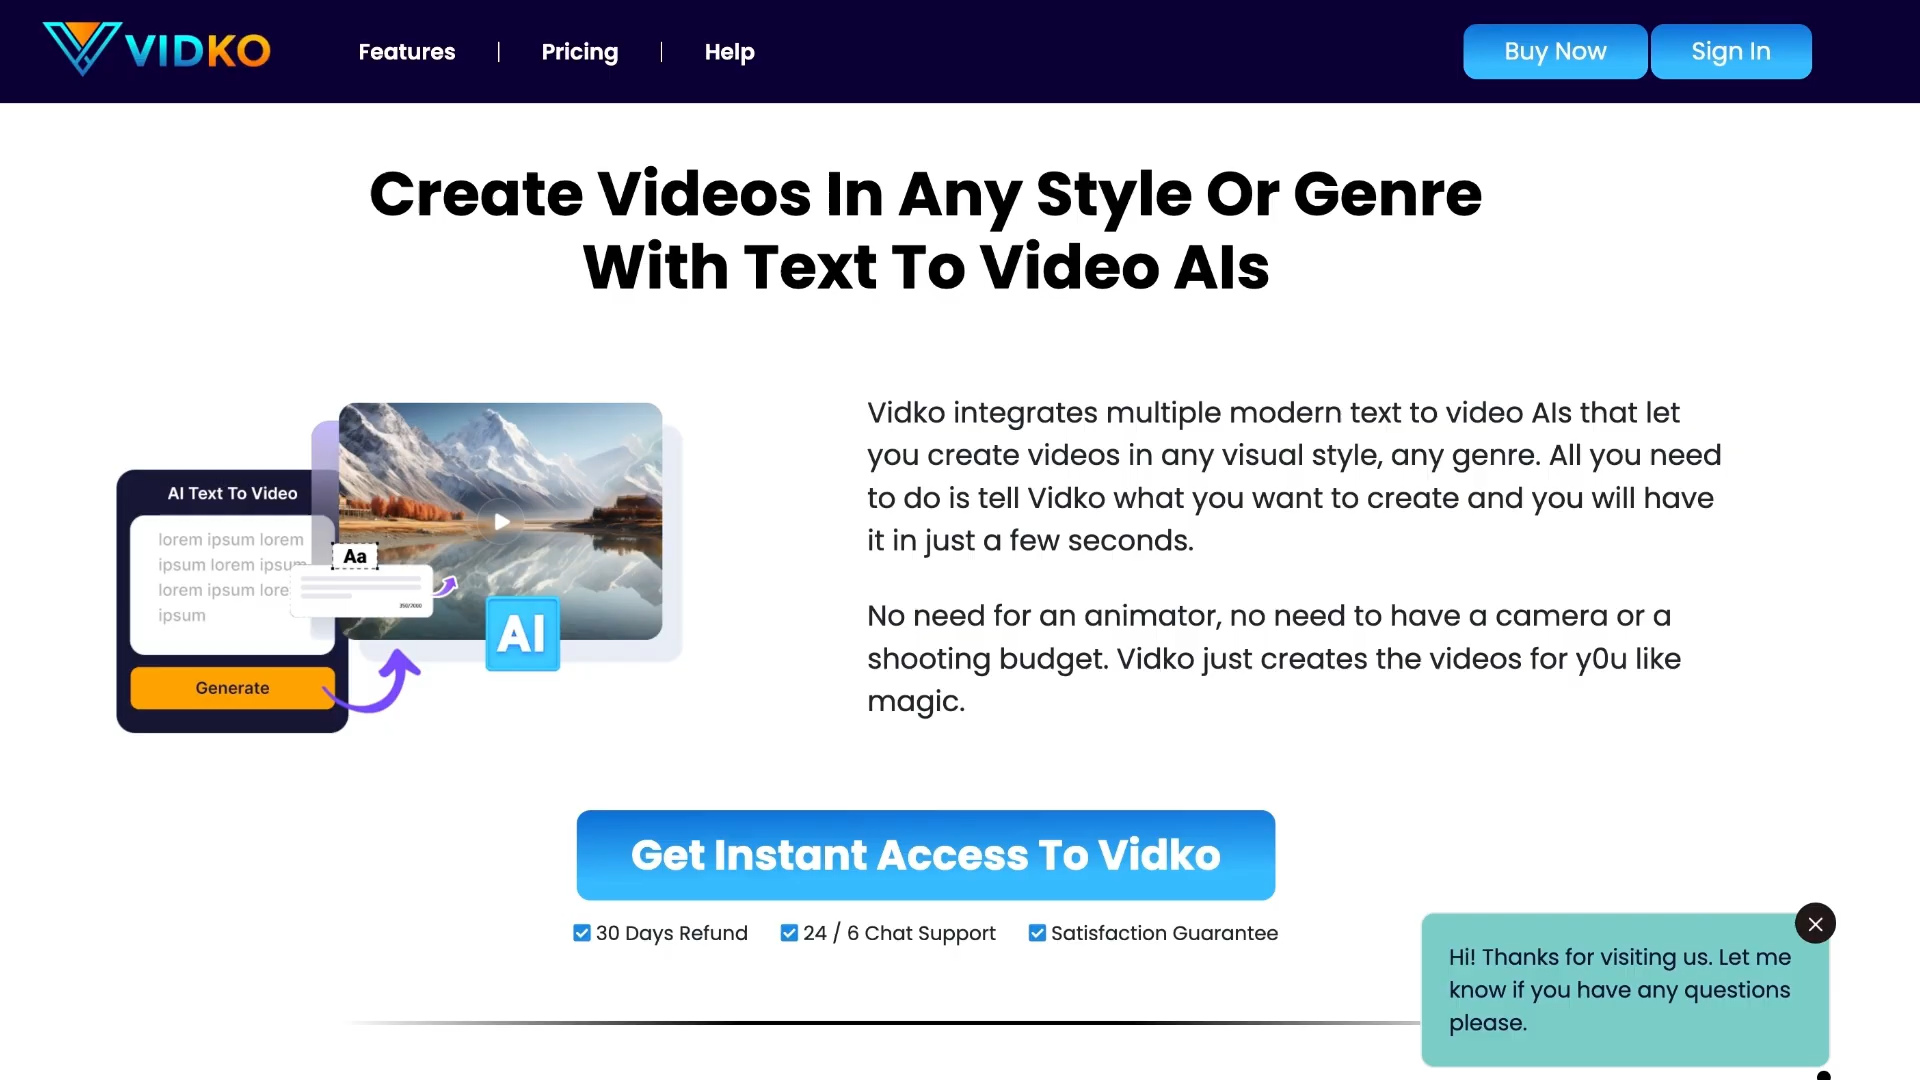 VIDKO
Features | Pricing | Help
Buy Now
Sign In
Create Videos In Any Style Or Genre
With Text To Video AIs
AI Text To Video
lorem ipsum lorem
ipsum lorem ipsum
lorem ipsum lore
ipsum
Aa
350/2000
AI
Generate
Vidko integrates multiple modern text to video AIs that let
you create videos in any visual style, any genre. All you need
to do is tell Vidko what you want to create and you will have
it in just a few seconds.
No need for an animator, no need to have a camera or a
shooting budget. Vidko just creates the videos for y0u like
magic.
Get Instant Access To Vidko
30 Days Refund
24 / 6 Chat Support
Satisfaction Guarantee
Hi! Thanks for visiting us. Let me
know if you have any questions
please.